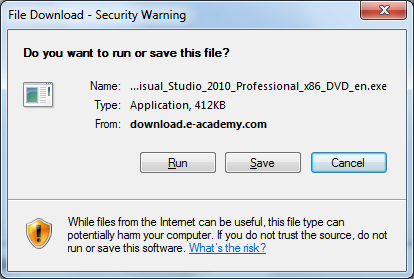 File Download - Security Warning
Do you want to run or save this file?
Name: ...isual_Studio_2010_Professional_x86_DVD_en.exe
Type: Application, 412KB
From: download.e-academy.com
Run Save Cancel
While files from the Internet can be useful, this file type can
potentially harm your computer. If you do not trust the source, do not
run or save this software. What's the risk?